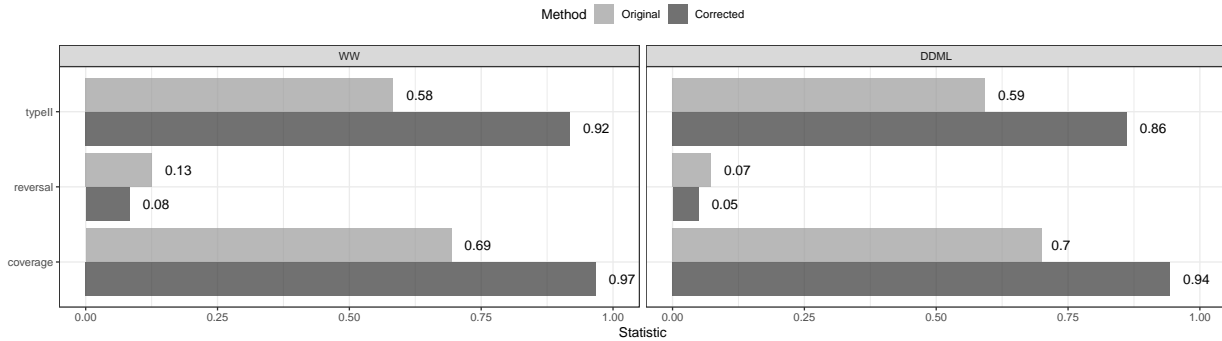 Method Original Corrected
WW DDML
typeII 0.58 0.59
0.92 0.86
reversal 0.13 0.07
0.08 0.05
coverage 0.69 0.7
0.97 0.94
0.00 0.25 0.50 0.75 1.00 0.00 0.25 0.50 0.75 1.00
Statistic